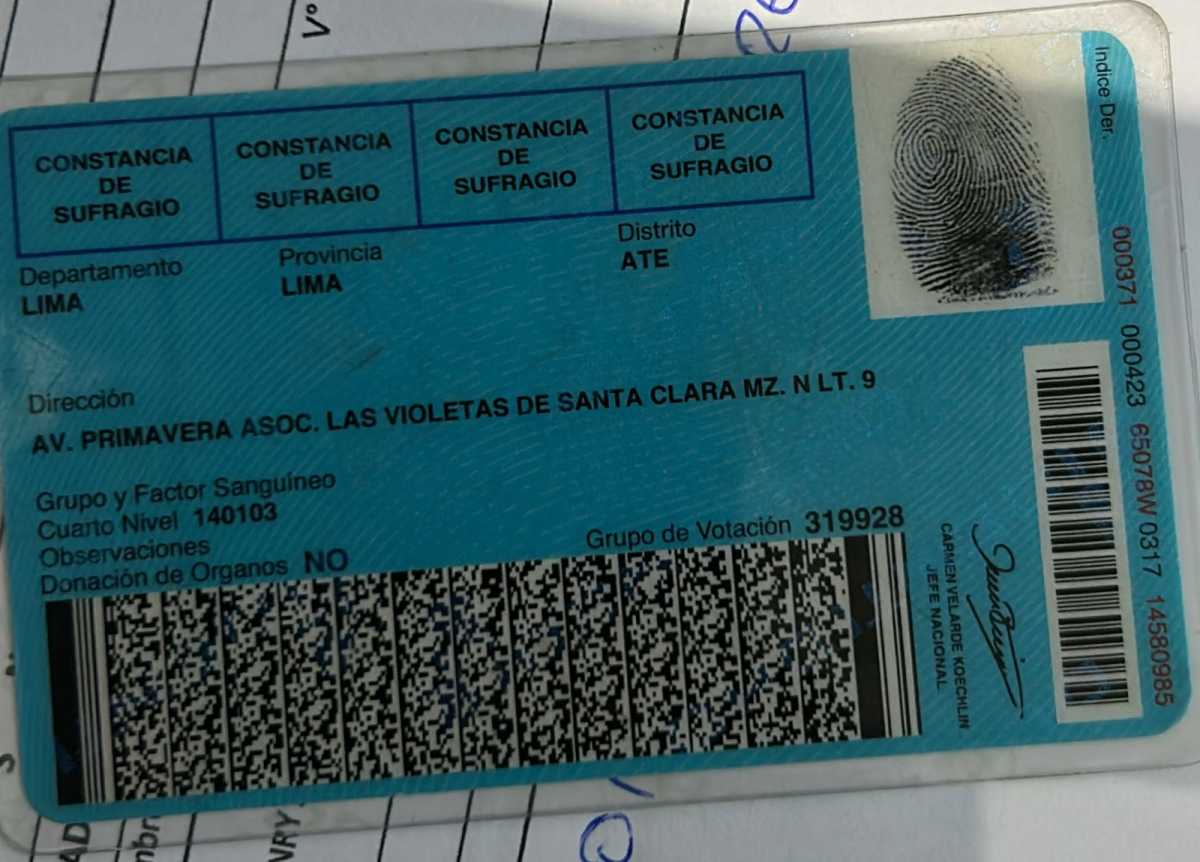 V°
26
CONSTANCIA DE SUFRAGIO
CONSTANCIA DE SUFRAGIO
CONSTANCIA DE SUFRAGIO
CONSTANCIA DE SUFRAGIO
Indice Der.
Departamento
LIMA
Provincia
LIMA
Distrito
ATE
Dirección
AV. PRIMAVERA ASOC. LAS VIOLETAS DE SANTA CLARA MZ. N LT. 9
Grupo y Factor Sanguíneo
Cuarto Nivel 140103
Observaciones
Donación de Organos NO
Grupo de Votación 319928
CARMEN VELARDE KOECHLIN
JEFE NACIONAL
000371 000423 65078W 0317 14580985